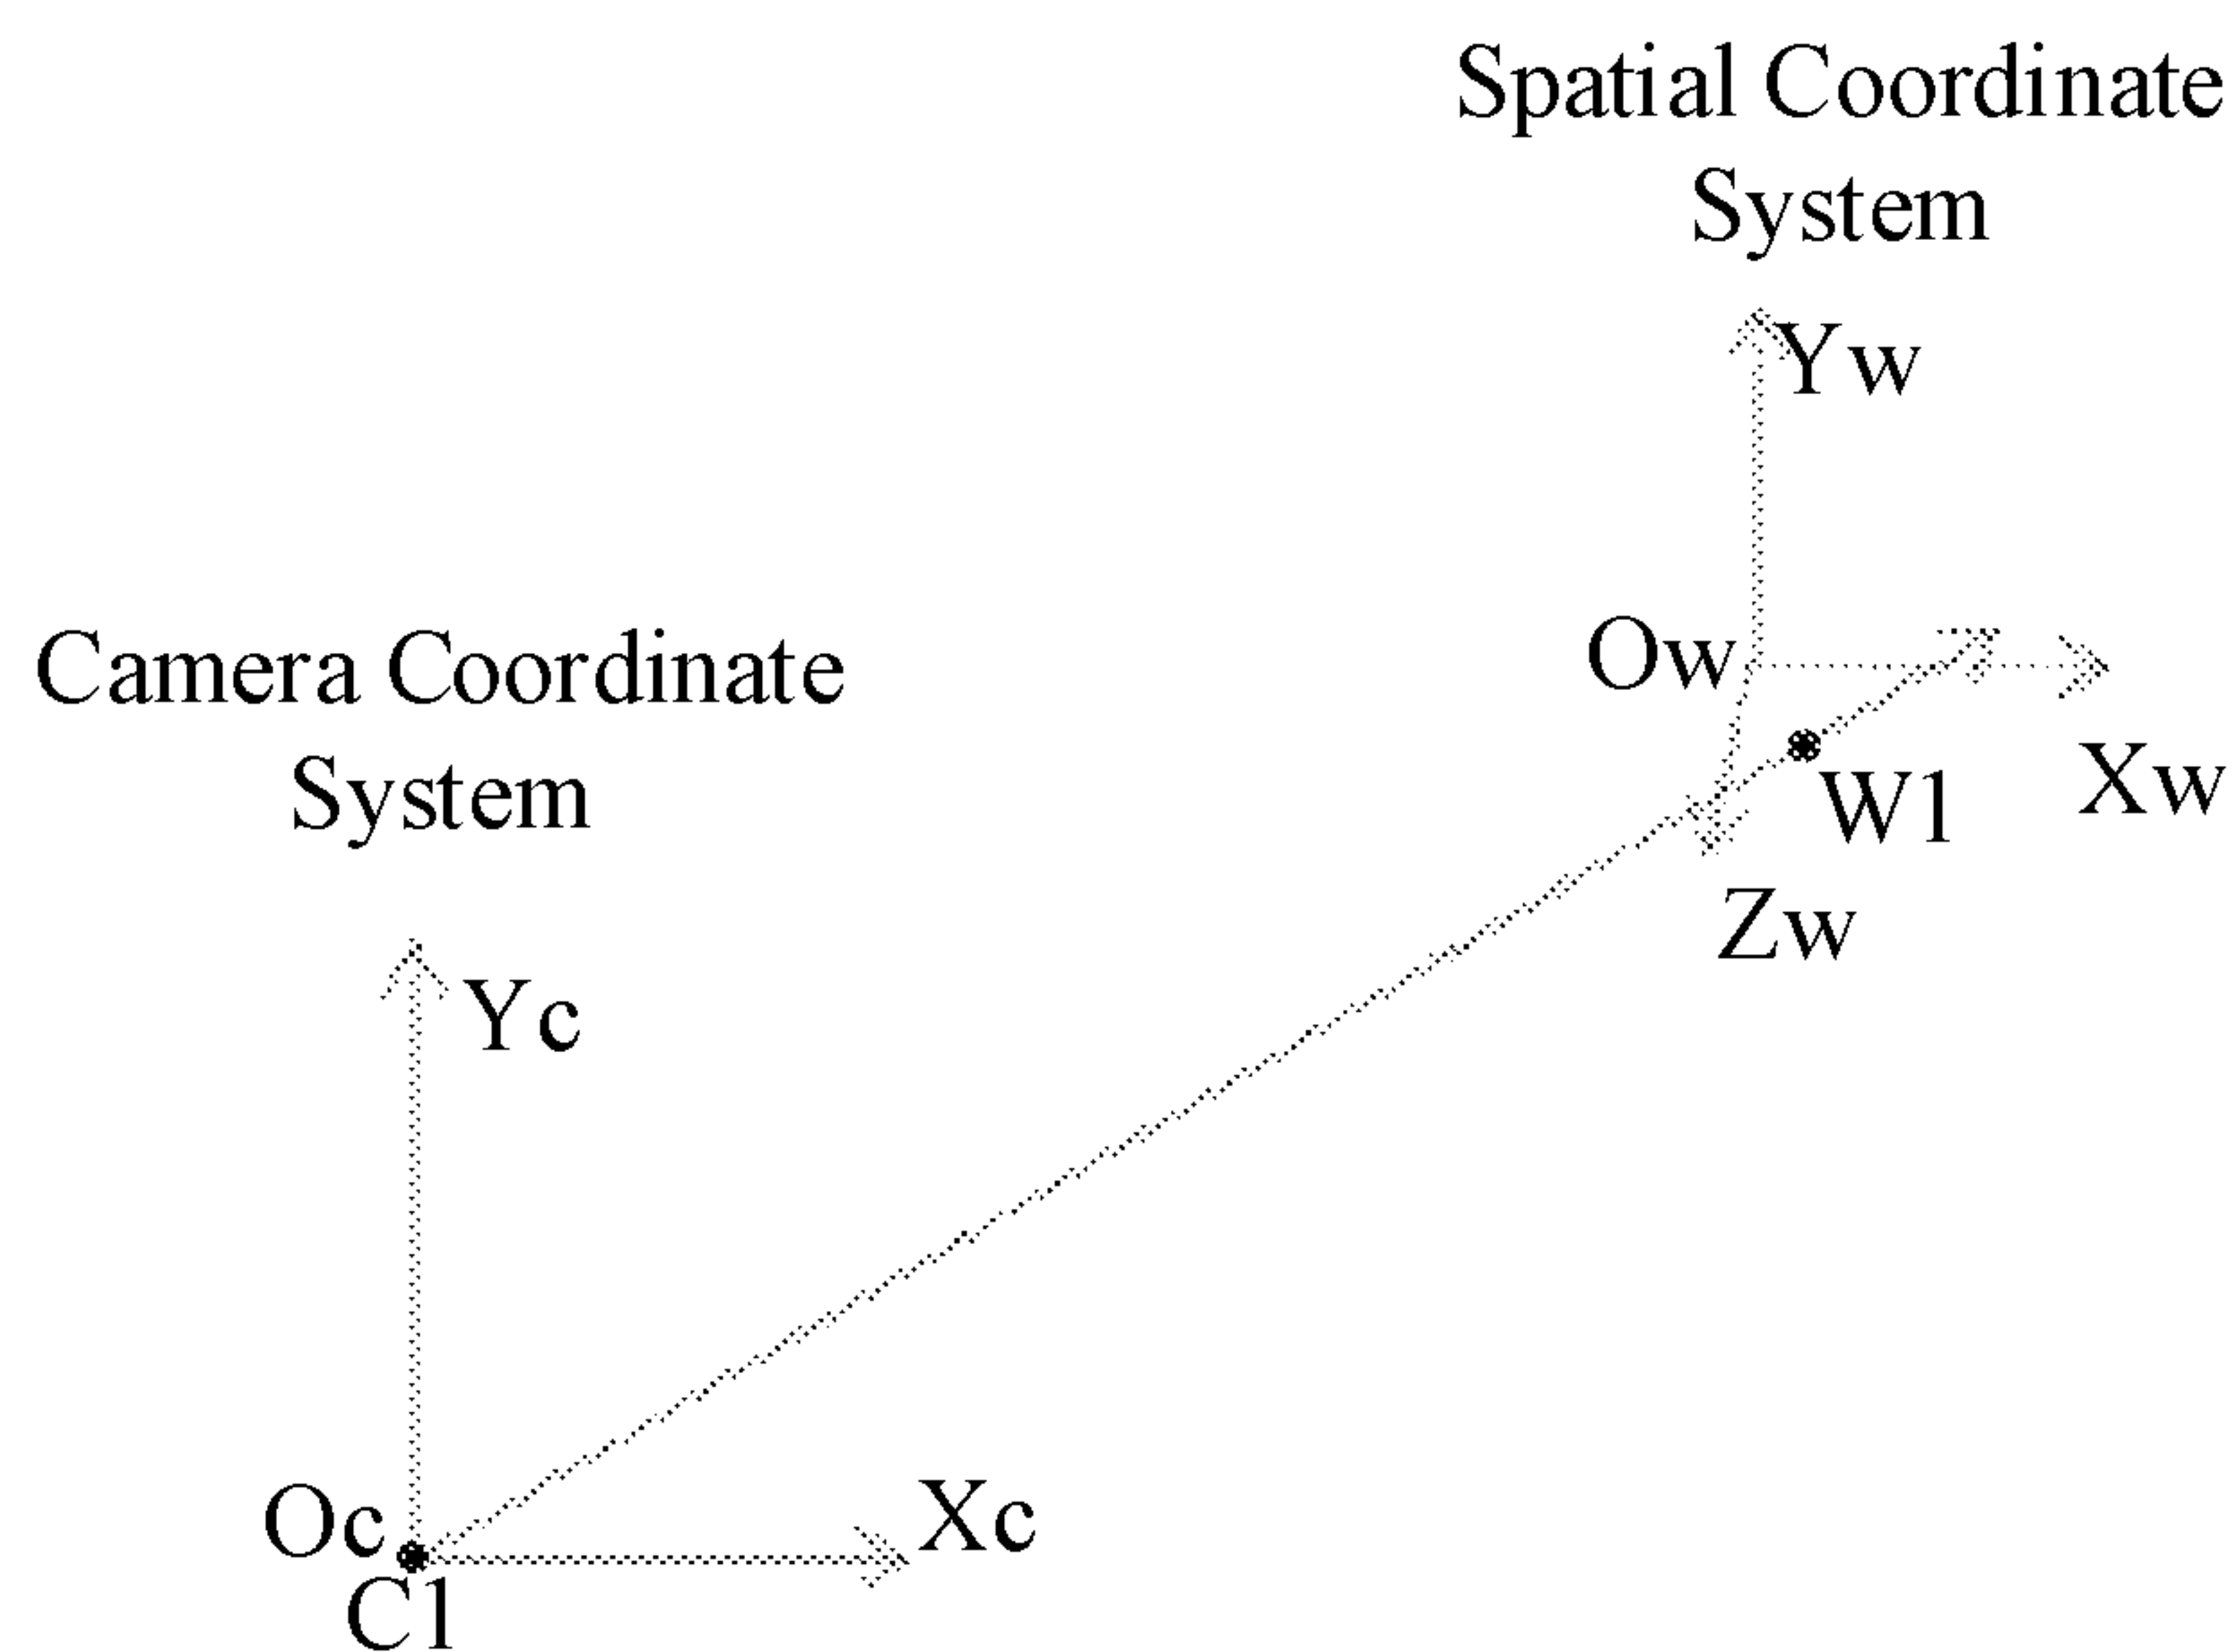 Spatial Coordinate
System
Yw
Ow
Xw
W1
Zw
Camera Coordinate
System
Yc
Oc
Xc
C1